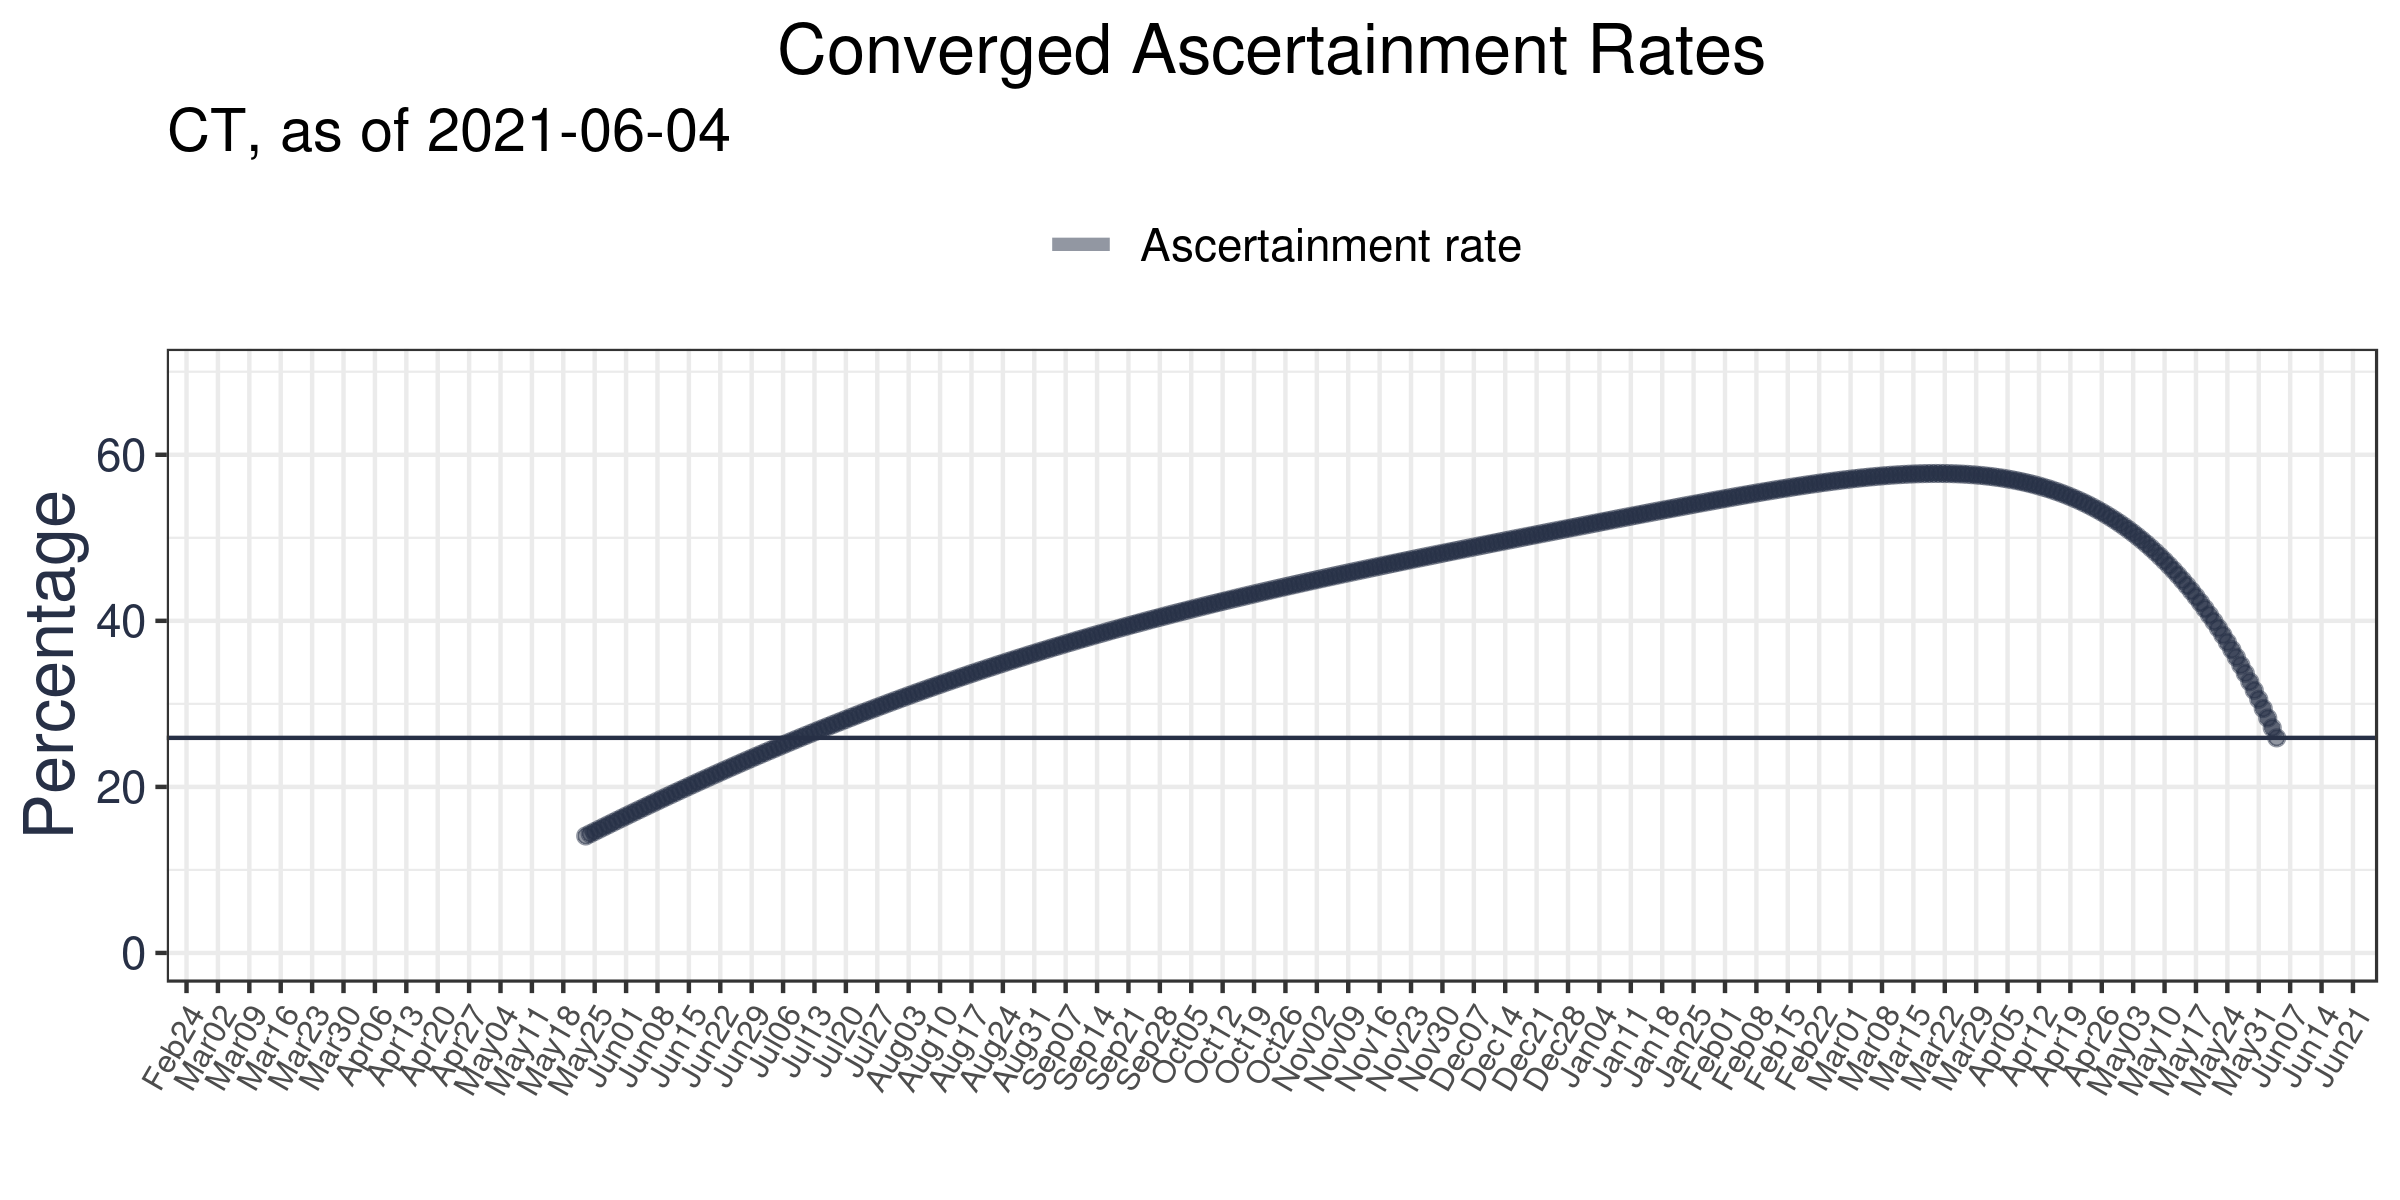 Converged Ascertainment Rates
CT, as of 2021-06-04
Ascertainment rate
Percentage
60
40
20
0
Feb24
Mar02
Mar09
Mar16
Mar23
Mar30
Apr06
Apr13
Apr20
Apr27
May04
May11
May18
May25
Jun01
Jun08
Jun15
Jun22
Jun29
Jul06
Jul13
Jul20
Jul27
Aug03
Aug10
Aug17
Aug24
Aug31
Sep07
Sep14
Sep21
Sep28
Oct05
Oct12
Oct19
Oct26
Nov02
Nov09
Nov16
Nov23
Nov30
Dec07
Dec14
Dec21
Dec28
Jan04
Jan11
Jan18
Jan25
Feb01
Feb08
Feb15
Feb22
Mar01
Mar08
Mar15
Mar22
Mar29
Apr05
Apr12
Apr19
Apr26
May03
May10
May17
May24
May31
Jun07
Jun14
Jun21